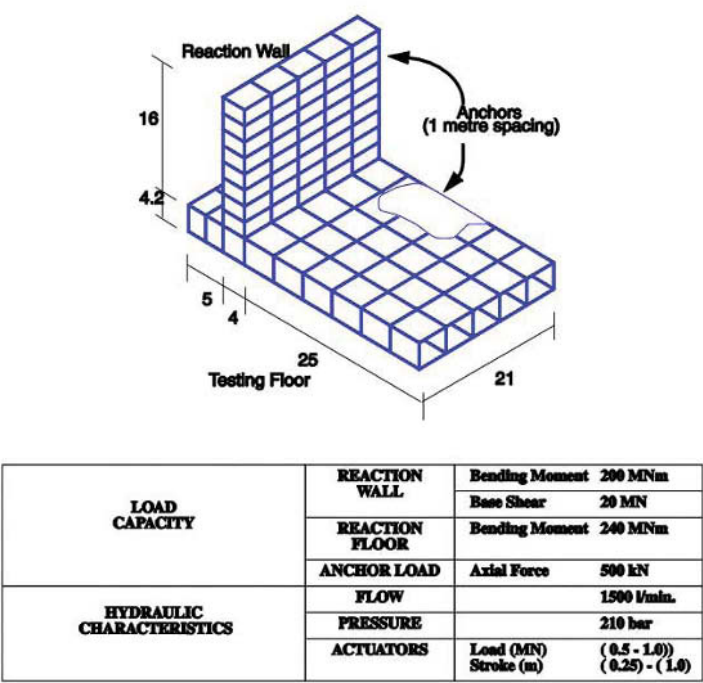 Reaction Wall
Anchors
(1 metre spacing)
16
4.2
5
4
25
Testing Floor
21
LOAD
CAPACITY
REACTION
WALL
Bending Moment 200 MNm
Base Shear 20 MN
REACTION
FLOOR
Bending Moment 240 MNm
ANCHOR LOAD Axial Force 500 kN
HYDRAULIC
CHARACTERISTICS
FLOW 1500 l/min.
PRESSURE 210 bar
ACTUATORS Load (MN) ( 0.5 - 1.0))
Stroke (m) ( 0.25) - ( 1.0)